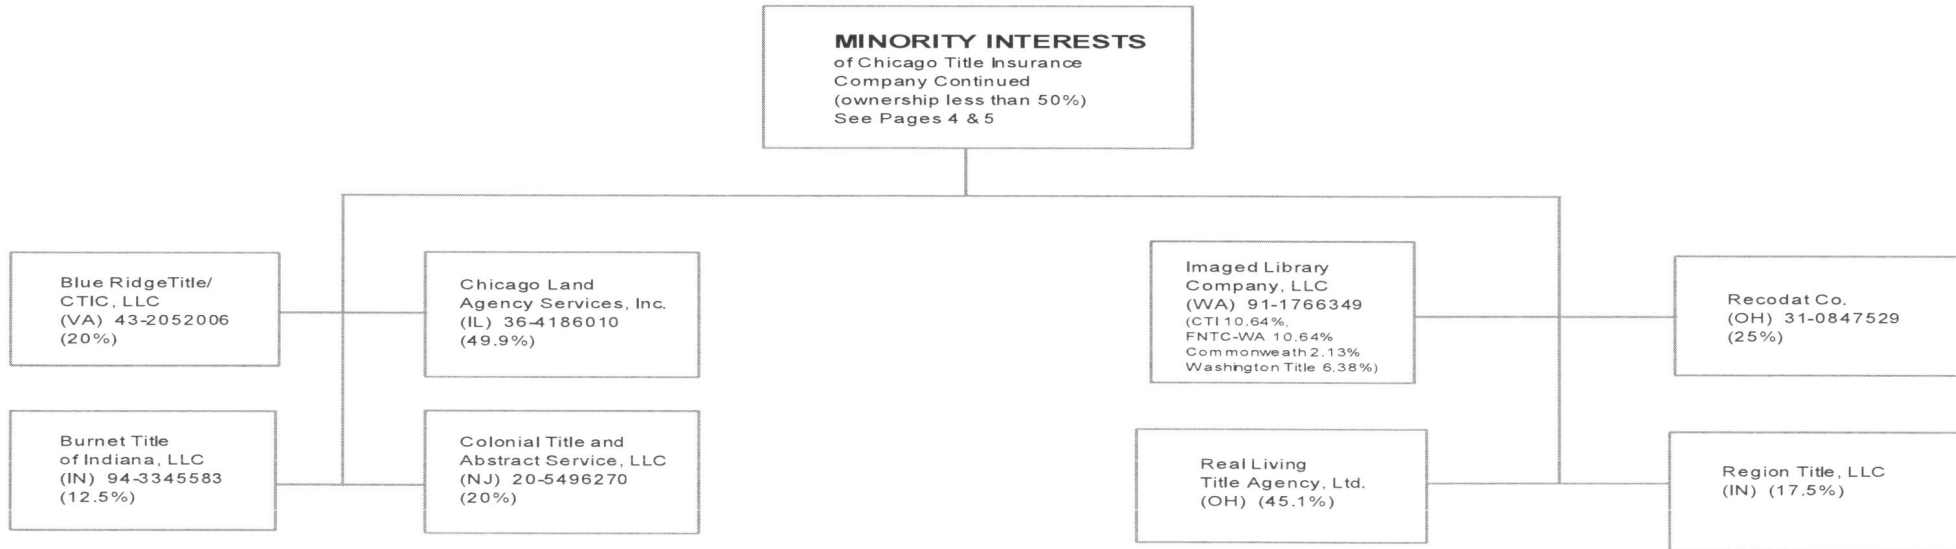 MINORITY INTERESTS
of Chicago Title Insurance
Company Continued
(ownership less than 50%)
See Pages 4 & 5
Blue RidgeTitle/
CTIC, LLC
(VA) 43-2052006
(20%)
Chicago Land
Agency Services, Inc.
(IL) 36-4186010
(49.9%)
Imaged Library
Company, LLC
(WA) 91-1766349
(CTI 10.64%,
FNTC-WA 10.64%
Commonweath 2.13%
Washington Title 6.38%)
Recodat Co.
(OH) 31-0847529
(25%)
Burnet Title
of Indiana, LLC
(IN) 94-3345583
(12.5%)
Colonial Title and
Abstract Service, LLC
(NJ) 20-5496270
(20%)
Real Living
Title Agency, Ltd.
(OH) (45.1%)
Region Title, LLC
(IN) (17.5%)